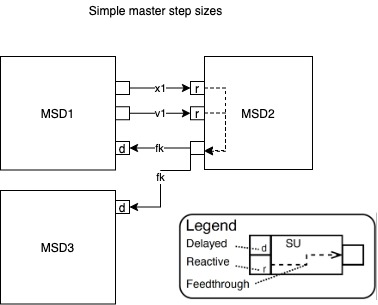 Simple master step sizes
MSD1
x1
r
MSD2
v1
r
d
fk
fk
d
MSD3
Legend
Delayed
d
SU
Reactive
r
Feedthrough